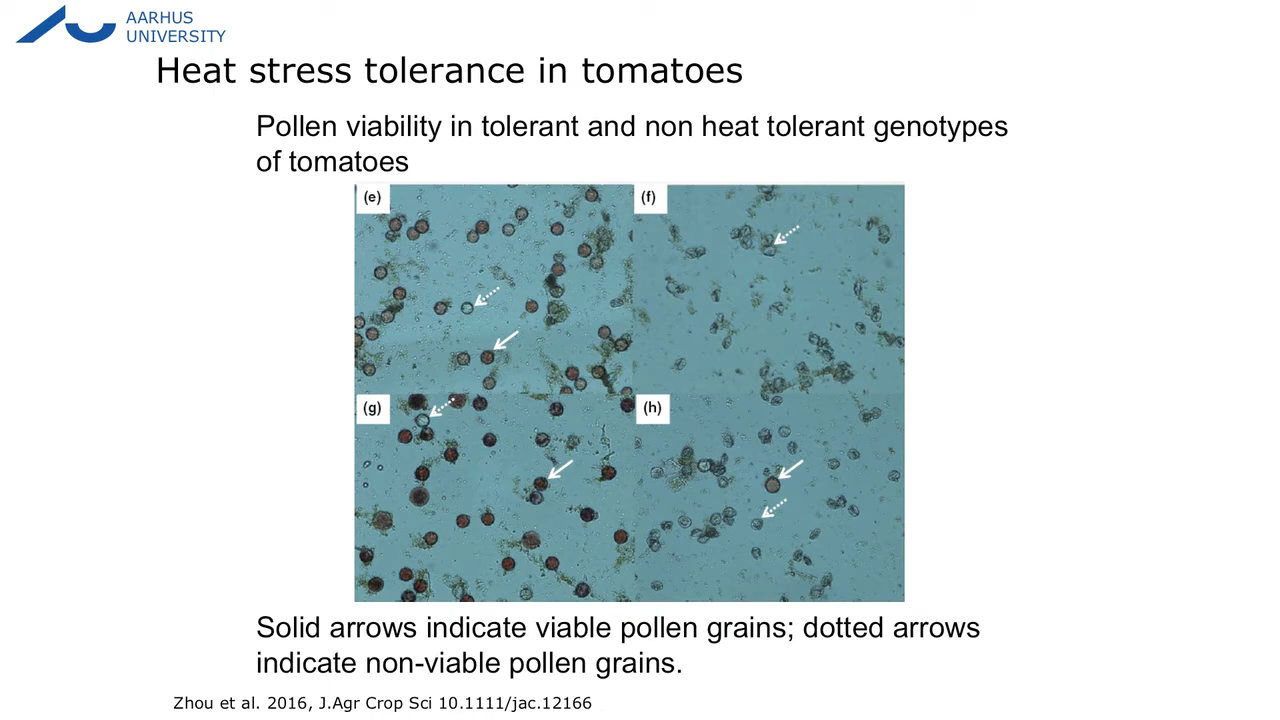 AARHUS
UNIVERSITY
Heat stress tolerance in tomatoes
Pollen viability in tolerant and non heat tolerant genotypes
of tomatoes
(e)
(f)
(g)
(h)
Solid arrows indicate viable pollen grains; dotted arrows
indicate non-viable pollen grains.
Zhou et al. 2016, J.Agr Crop Sci 10.1111/jac.12166